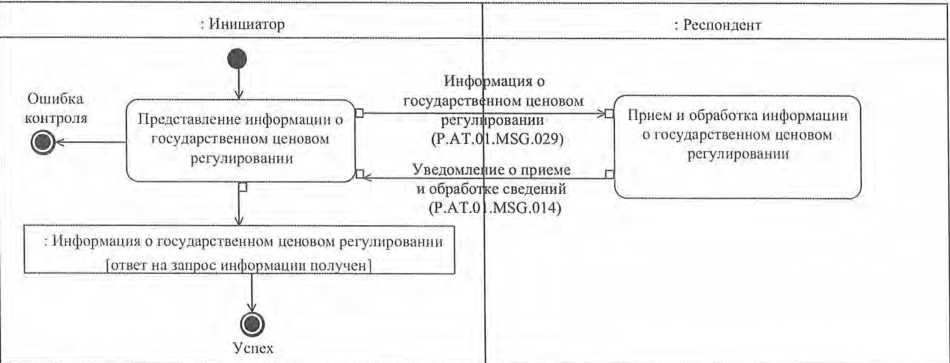 : Инициатор
: Респондент
Ошибка
контроля
Представление информации о
государственном ценовом
регулировании
Информация о
государственном ценовом
регулировании
(P.AT.01.MSG.029)
Прием и обработка информации
о государственном ценовом
регулировании
Уведомление о приеме
и обработке сведений
(P.AT.01.MSG.014)
: Информация о государственном ценовом регулировании
[ответ на запрос информации получен]
Успех